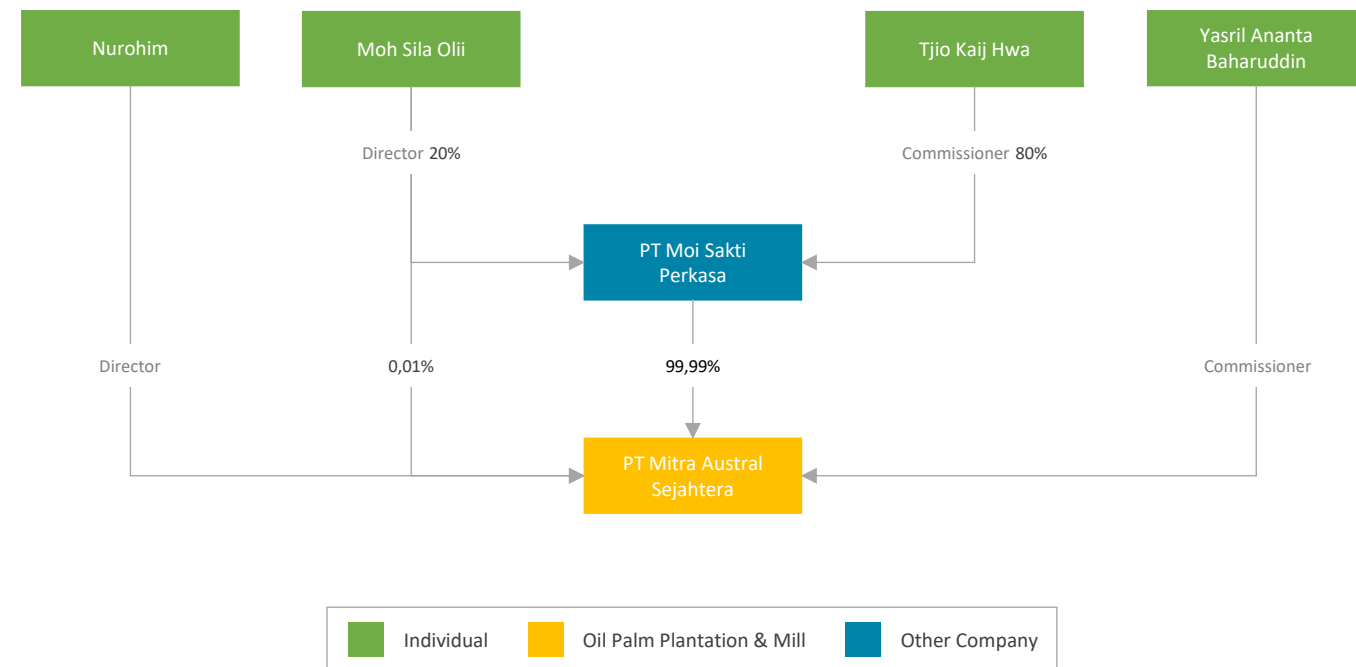 Nurohim
Moh Sila Olii
Tjio Kaij Hwa
Yasril Ananta
Baharuddin
Director 20%
Commissioner 80%
PT Moi Sakti
Perkasa
Director
0,01%
99,99%
Commissioner
PT Mitra Austral
Sejahtera
Individual
Oil Palm Plantation & Mill
Other Company